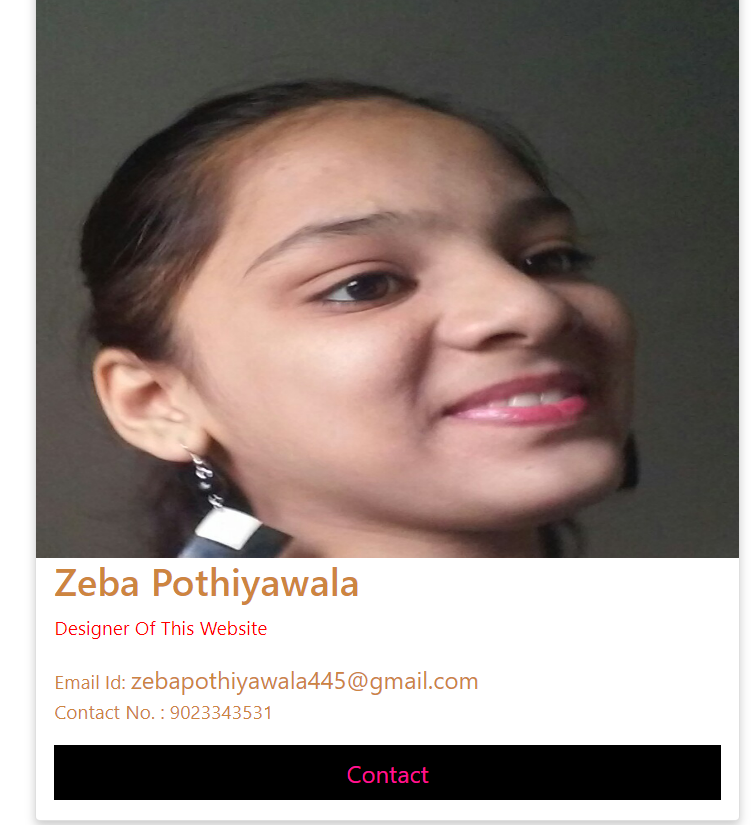 Zeba Pothiyawala
Designer Of This Website
Email Id: zebapothiyawala445@gmail.com
Contact No. : 9023343531
Contact